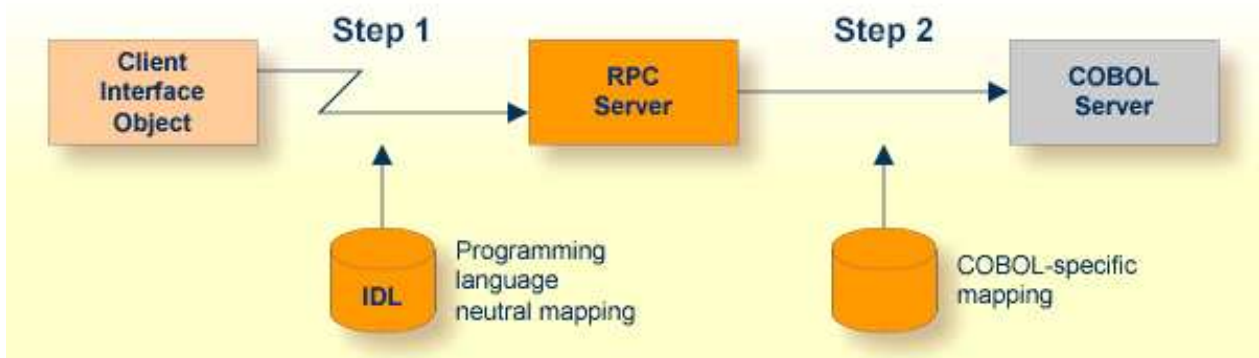 Step 1
Step 2
Client
Interface
Object
RPC
Server
COBOL
Server
IDL
Programming
language
neutral mapping
COBOL-specific
mapping